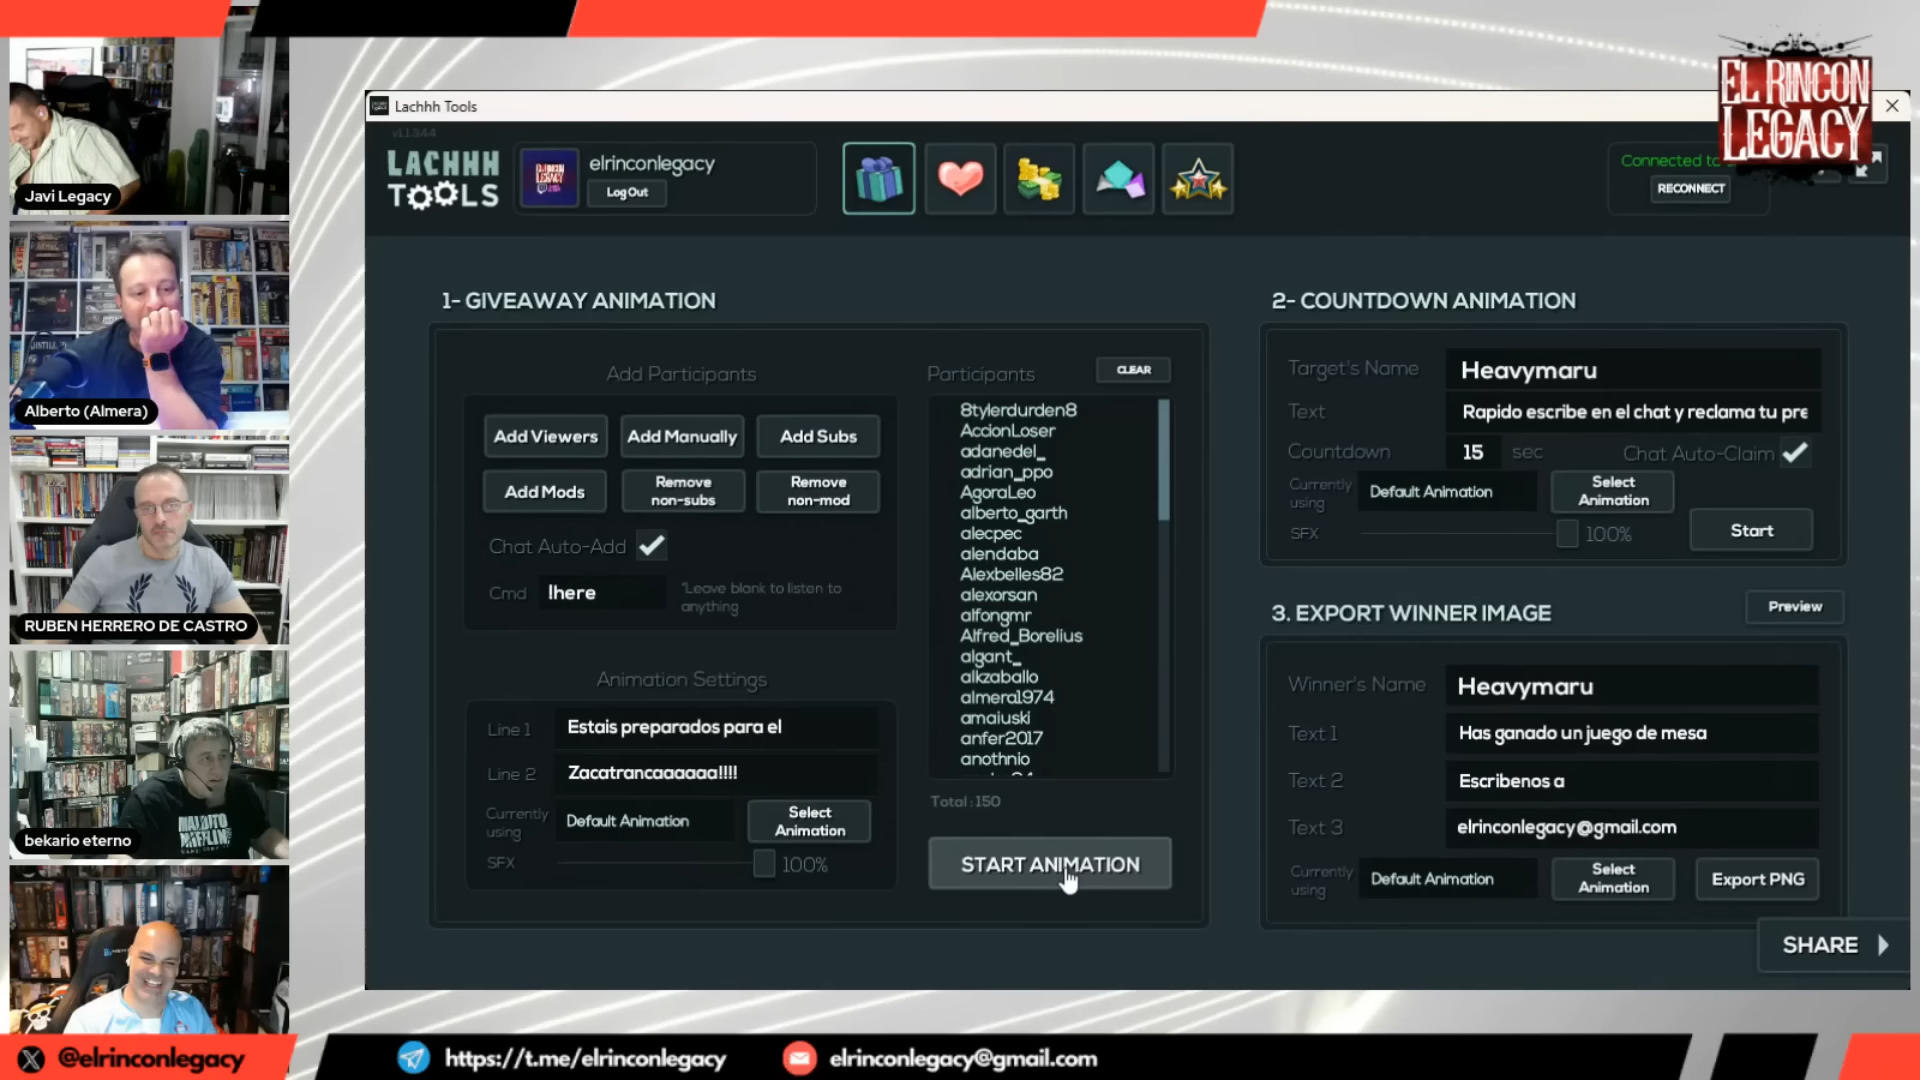 Javi Legacy
Alberto (Almera)
RUBEN HERRERO DE CASTRO
bekario eterno
EL RINCON
LEGACY
Lachhh Tools
v1.1.344
LACHHH
TOOLS
elrinconlegacy
Log Out
Connected to
RECONNECT
1- GIVEAWAY ANIMATION
Add Participants
Add Viewers
Add Manually
Add Subs
Add Mods
Remove
non-subs
Remove
non-mod
Chat Auto-Add
Cmd
!here
*Leave blank to listen to
anything
Participants
CLEAR
8tylerdurden8
AccionLoser
adanedel_
adrian_ppo
AgoraLeo
alberto_garth
alecpec
alendaba
Alexbelles82
alexorsan
alfongmr
Alfred_Borelius
algant_
alkzaballo
almera1974
amaiuski
anfer2017
anothnio
Total : 150
START ANIMATION
Animation Settings
Line 1
Estais preparados para el
Line 2
Zacatrancaaaaaa!!!!
Currently
using
Default Animation
Select
Animation
SFX
100%
2- COUNTDOWN ANIMATION
Target's Name
Heavymaru
Text
Rapido escribe en el chat y reclama tu pre
Countdown
15
sec
Chat Auto-Claim
Currently
using
Default Animation
Select
Animation
SFX
100%
Start
3. EXPORT WINNER IMAGE
Preview
Winner's Name
Heavymaru
Text 1
Has ganado un juego de mesa
Text 2
Escribenos a
Text 3
elrinconlegacy@gmail.com
Currently
using
Default Animation
Select
Animation
Export PNG
SHARE
MALDITO
@elrinconlegacy
https://t.me/elrinconlegacy
elrinconlegacy@gmail.com